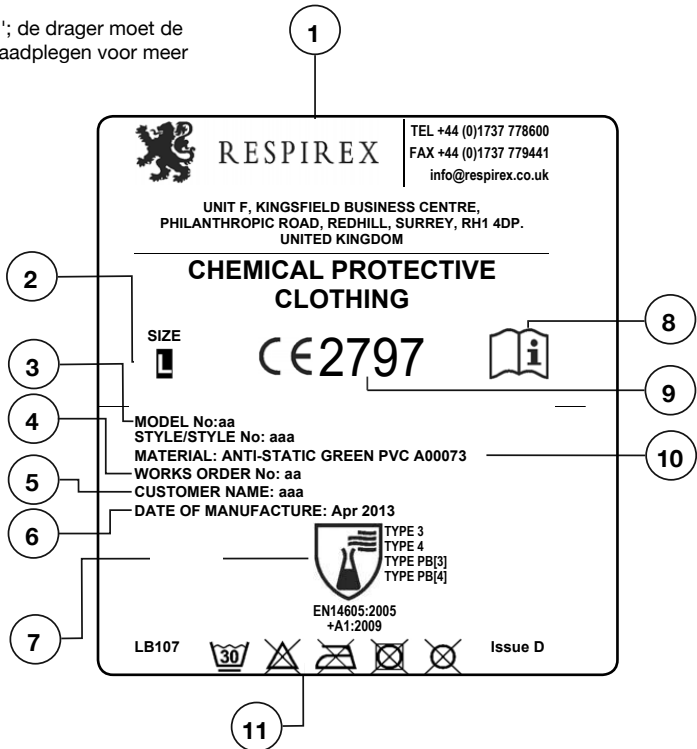 '; de drager moet de
aadplegen voor meer
1
RESPIREX
TEL +44 (0)1737 778600
FAX +44 (0)1737 779441
info@respirex.co.uk
UNIT F, KINGSFIELD BUSINESS CENTRE,
PHILANTHROPIC ROAD, REDHILL, SURREY, RH1 4DP.
UNITED KINGDOM
CHEMICAL PROTECTIVE
CLOTHING
2
SIZE
L
CE2797
i
8
3
9
4
MODEL No:aa
STYLE/STYLE No: aaa
MATERIAL: ANTI-STATIC GREEN PVC A00073
10
WORKS ORDER No: aa
5
CUSTOMER NAME: aaa
6
DATE OF MANUFACTURE: Apr 2013
TYPE 3
TYPE 4
TYPE PB[3]
TYPE PB[4]
7
EN14605:2005
+A1:2009
LB107
30
Issue D
11